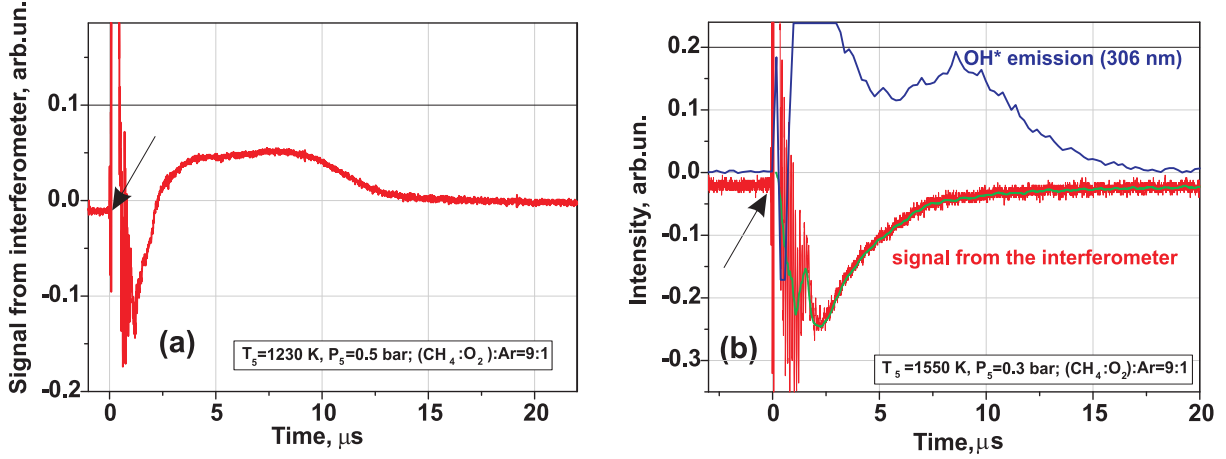 Signal from interferometer, arb.un.
0.1
0.0
-0.1
-0.2
(a)
T5=1230 K, P5=0.5 bar; (CH4:O2):Ar=9:1
0 5 10 15 20
Time, μs
Intensity, arb.un.
0.2
0.1
0.0
-0.1
-0.2
-0.3
OH* emission (306 nm)
signal from the interferometer
(b)
T5=1550 K, P5=0.3 bar; (CH4:O2):Ar=9:1
0 5 10 15 20
Time, μs